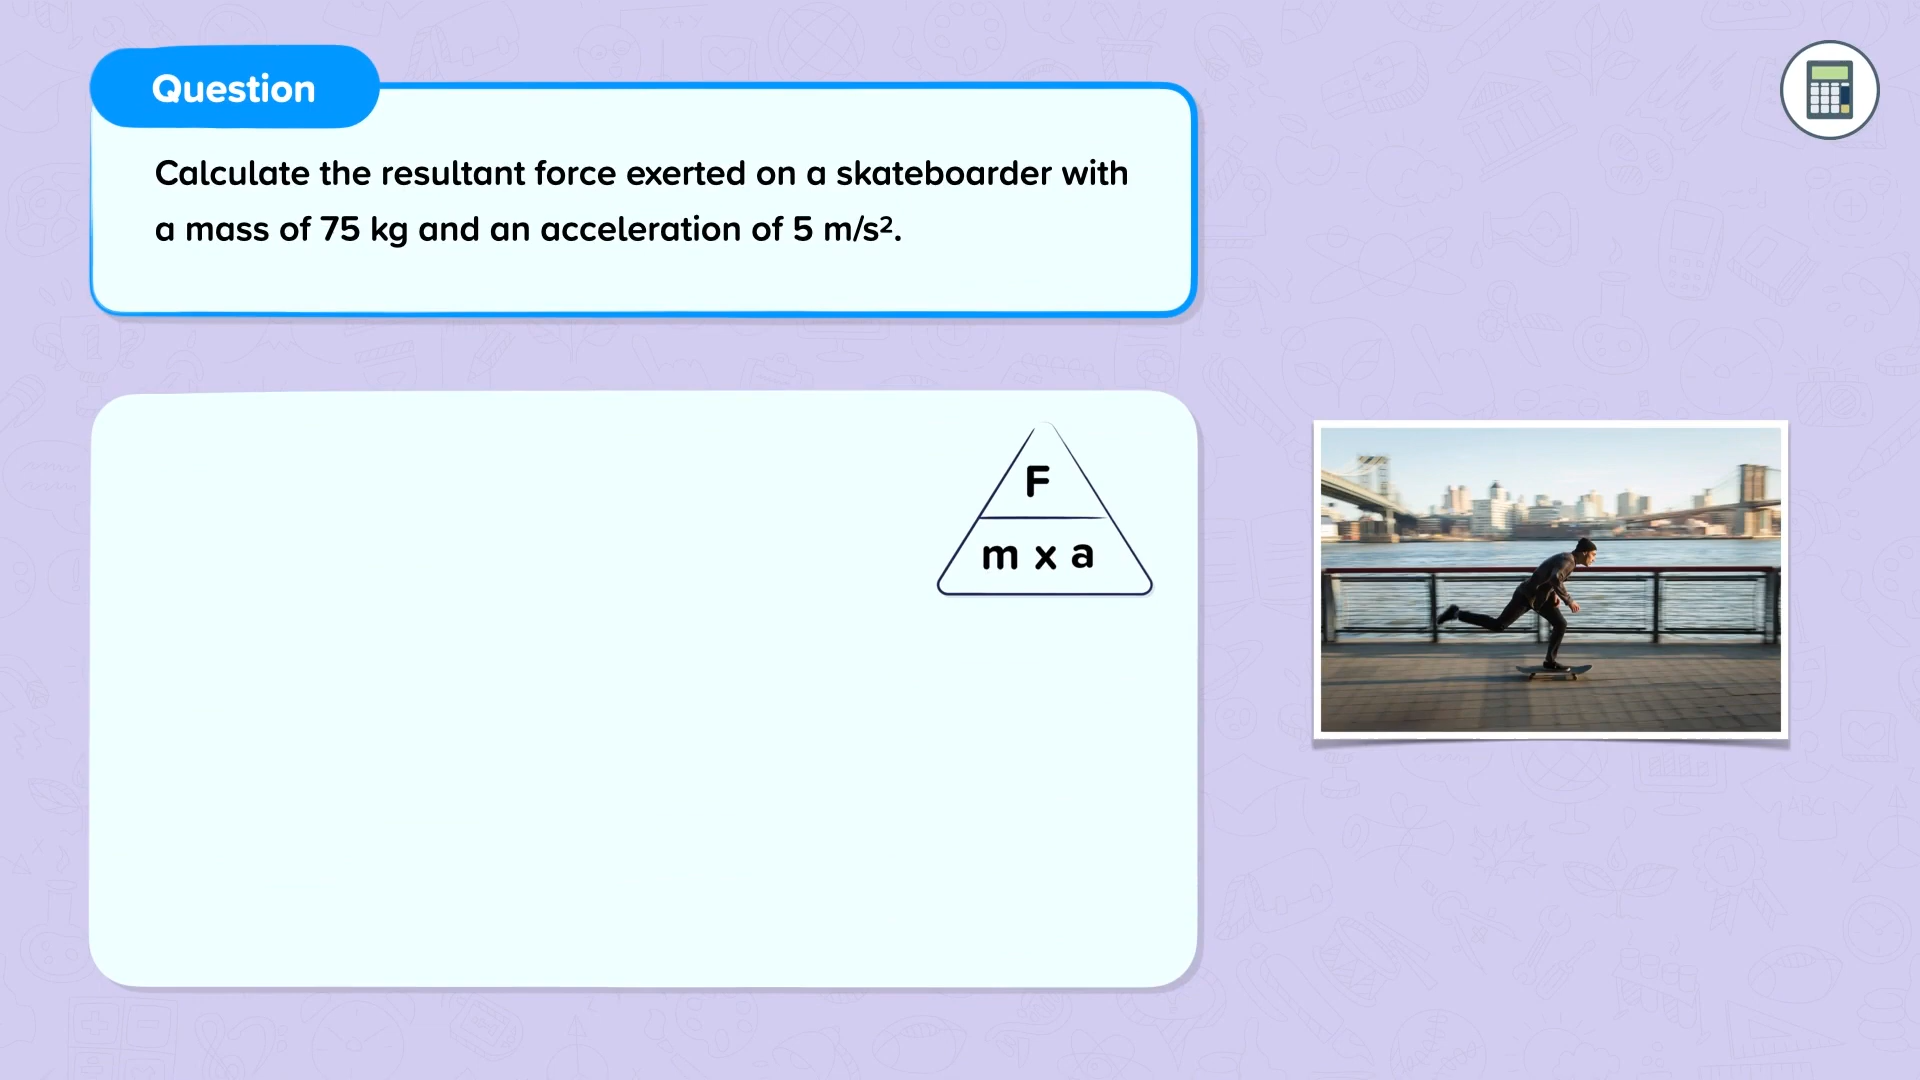 Question
Calculate the resultant force exerted on a skateboarder with
a mass of 75 kg and an acceleration of 5 m/s².
F
m x a